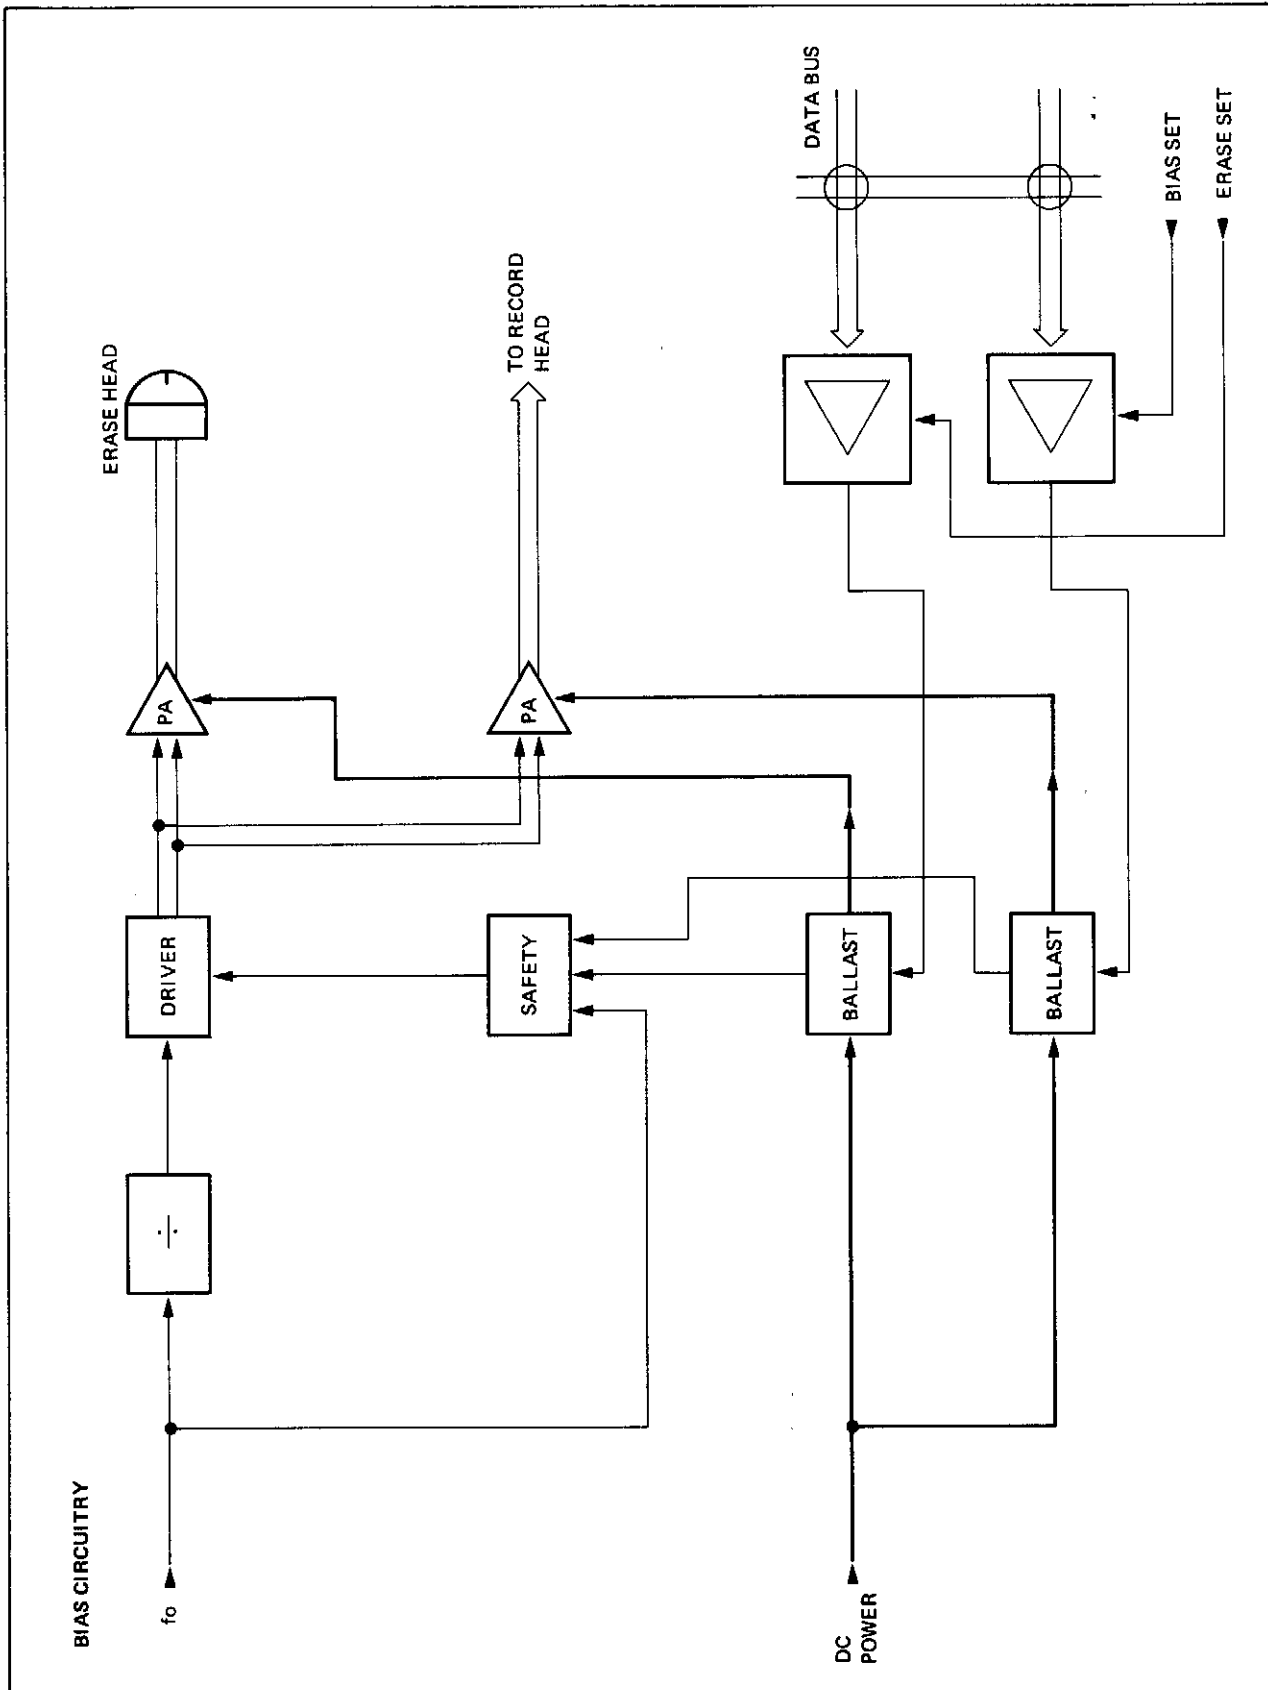 BIAS CIRCUITRY
fo
÷
DRIVER
PA
ERASE HEAD
SAFETY
PA
TO RECORD
HEAD
DC
POWER
BALLAST
BALLAST
DATA BUS
BIAS SET
ERASE SET